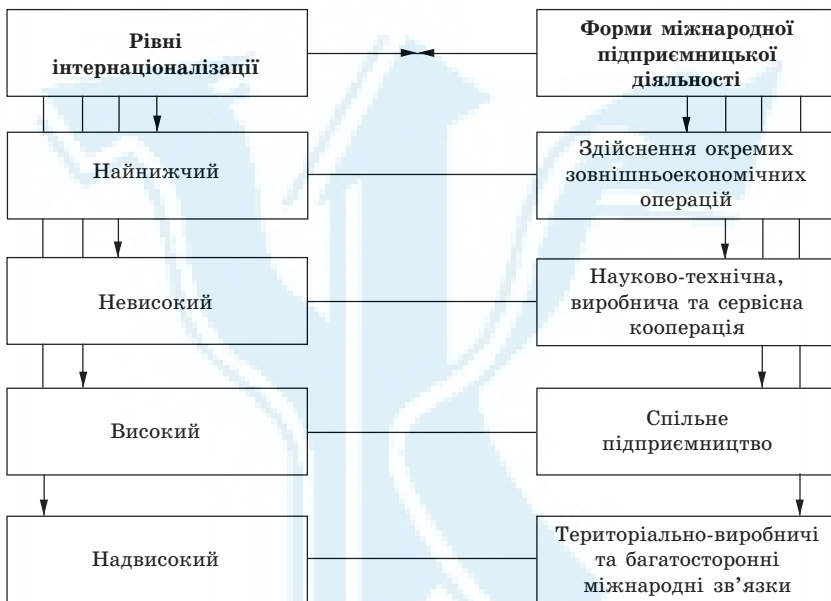 Рівні
інтернаціоналізації
Форми міжнародної
підприємницької
діяльності
Найнижчий
Здійснення окремих
зовнішньоекономічних
операцій
Невисокий
Науково-технічна,
виробнича та сервісна
кооперація
Високий
Спільне
підприємництво
Надвисокий
Територіально-виробничі
та багатосторонні
міжнародні зв’язки